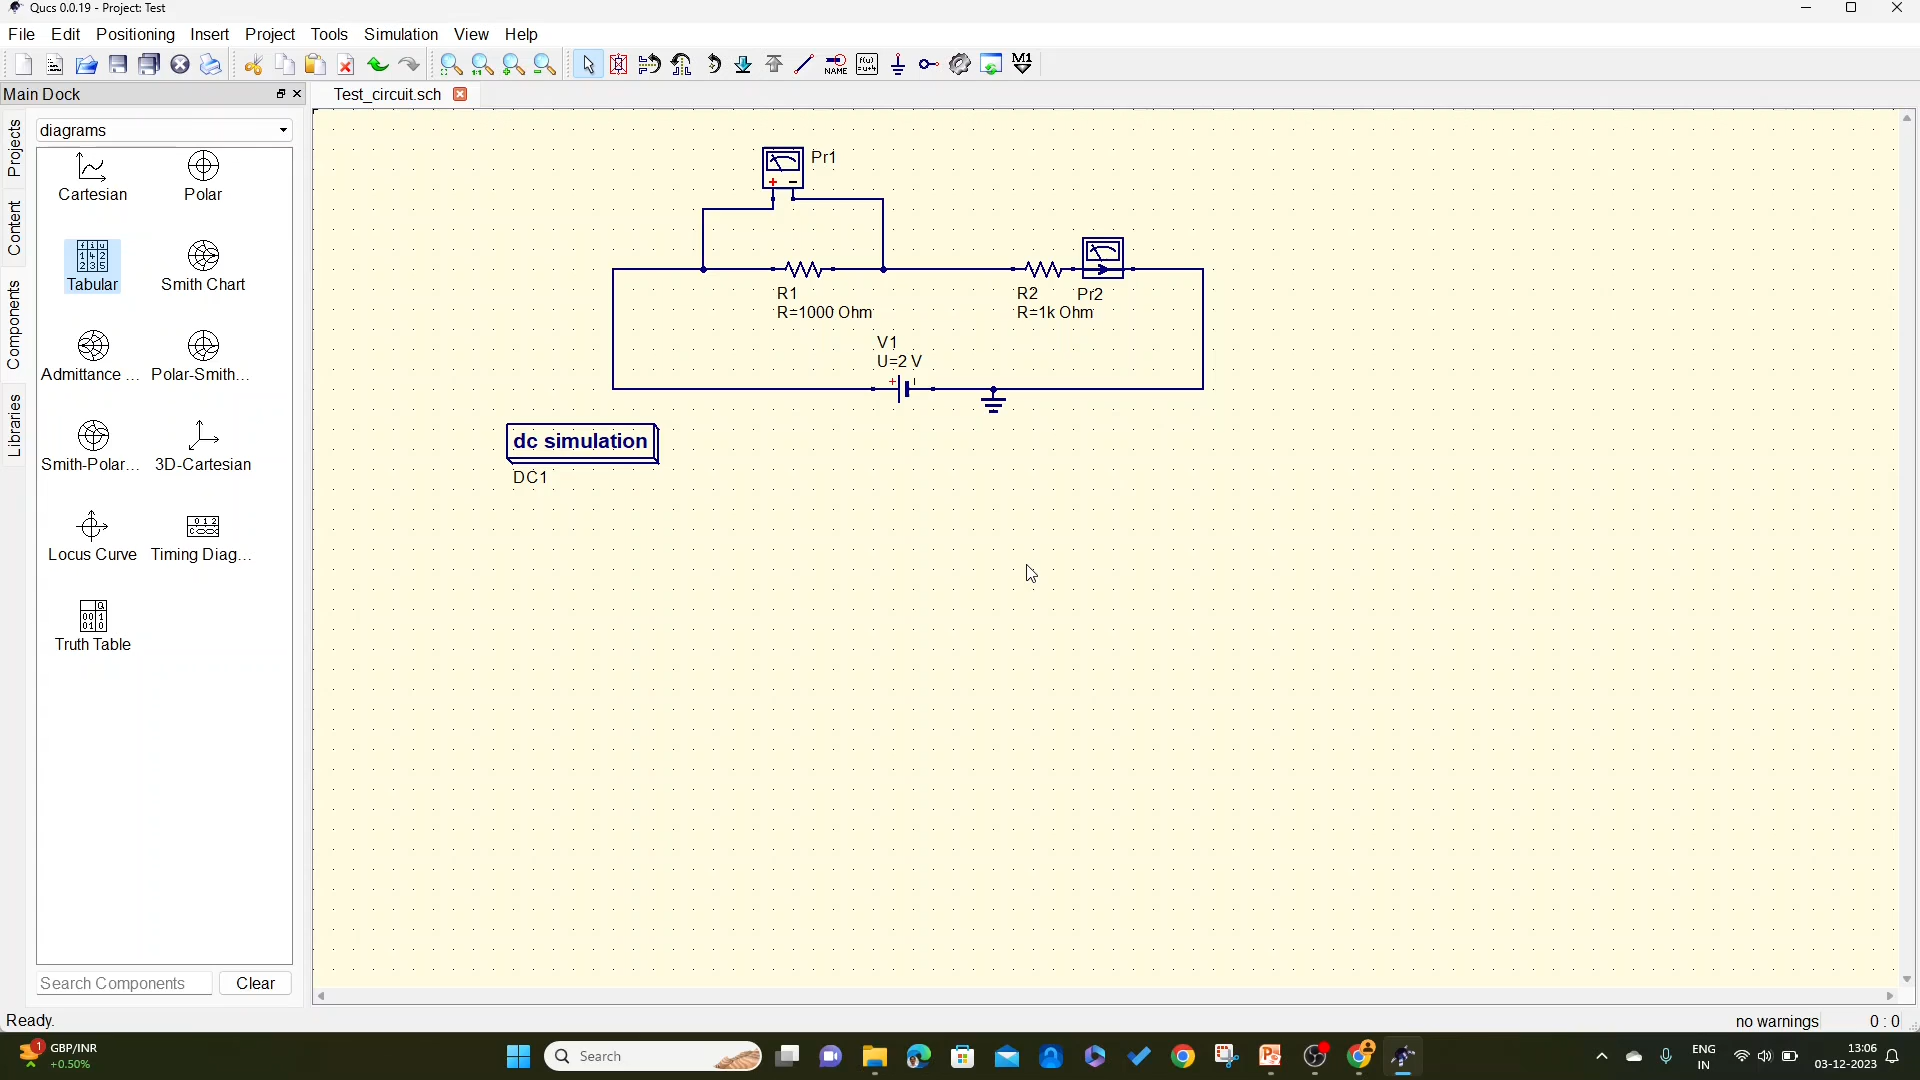 Qucs 0.0.19 - Project: Test
File Edit Positioning Insert Project Tools Simulation View Help
NAME
M1
Main Dock
Test_circuit.sch
Projects
Content
Components
Libraries
diagrams
Cartesian Polar
Tabular Smith Chart
Admittance ... Polar-Smith...
Smith-Polar... 3D-Cartesian
Locus Curve Timing Diag...
Truth Table
Search Components Clear
Pr1
R1
R=1000 Ohm
R2 Pr2
R=1k Ohm
V1
U=2 V
dc simulation
DC1
Ready.
no warnings 0 : 0
1
GBP/INR
+0.50%
Search
ENG
IN
13:06
03-12-2023